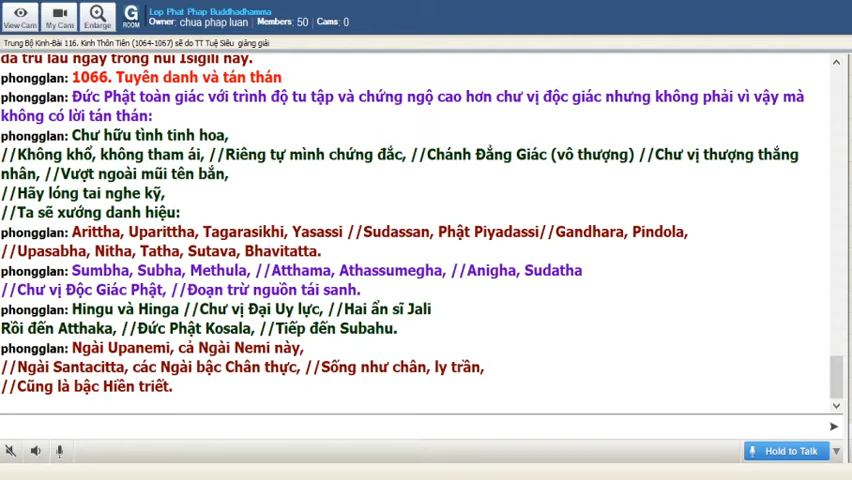 View Cam
My Cam
Enlarge
G
ROOM
Lop Phat Phap Buddhadhamma
Owner: chua phap luan  Members: 50  Cams: 0
Trung Bộ Kinh-Bài 116. Kinh Thôn Tiên (1064-1067) sẽ do TT Tuệ Siêu giảng giải
đã trú lâu ngày trong núi Isigili này.
phongglan: 1066. Tuyên danh và tán thán
phongglan: Đức Phật toàn giác với trình độ tu tập và chứng ngộ cao hơn chư vị độc giác nhưng không phải vì vậy mà
không có lời tán thán:
phongglan: Chư hữu tình tinh hoa,
//Không khổ, không tham ái, //Riêng tự mình chứng đắc, //Chánh Đẳng Giác (vô thượng) //Chư vị thượng thắng
nhân, //Vượt ngoài mũi tên bắn,
//Hãy lóng tai nghe kỹ,
//Ta sẽ xướng danh hiệu:
phongglan: Arittha, Uparittha, Tagarasikhi, Yasassi //Sudassan, Phật Piyadassi//Gandhara, Pindola,
//Upasabha, Nitha, Tatha, Sutava, Bhavitatta.
phongglan: Sumbha, Subha, Methula, //Atthama, Athassumegha, //Anigha, Sudatha
//Chư vị Độc Giác Phật, //Đoạn trừ nguồn tái sanh.
phongglan: Hingu và Hinga //Chư vị Đại Uy lực, //Hai ẩn sĩ Jali
Rồi đến Atthaka, //Đức Phật Kosala, //Tiếp đến Subahu.
phongglan: Ngài Upanemi, cả Ngài Nemi này,
//Ngài Santacitta, các Ngài bậc Chân thực, //Sống như chân, ly trần,
//Cũng là bậc Hiền triết.
Hold to Talk